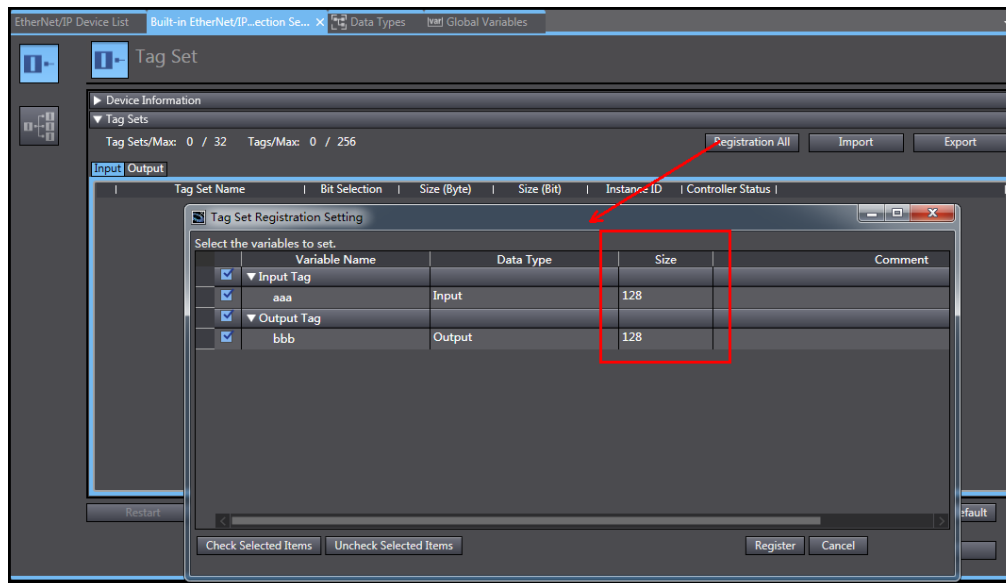 EtherNet/IP Device List Built-in EtherNet/IP...ection Se... Data Types Global Variables
Tag Set
Device Information
Tag Sets
Tag Sets/Max: 0 / 32 Tags/Max: 0 / 256 Registration All Import Export
Input Output
Tag Set Name | Bit Selection | Size (Byte) | Size (Bit) | Instance ID | Controller Status |
Tag Set Registration Setting
Select the variables to set.
Variable Name | Data Type | Size | Comment
Input Tag
aaa Input 128
Output Tag
bbb Output 128
Restart efault
Check Selected Items Uncheck Selected Items Register Cancel